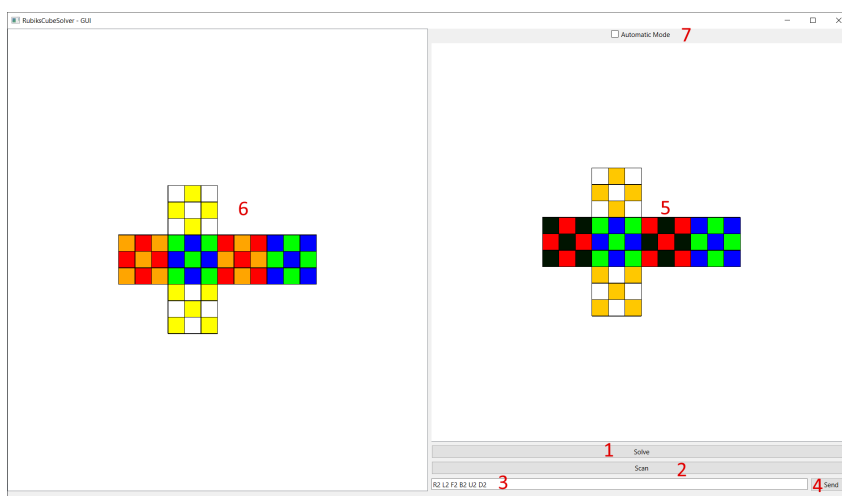 RubiksCubeSolver - GUI
Automatic Mode 7
6
5
1 Solve
Scan 2
R2 L2 F2 B2 U2 D2 3
4 Send